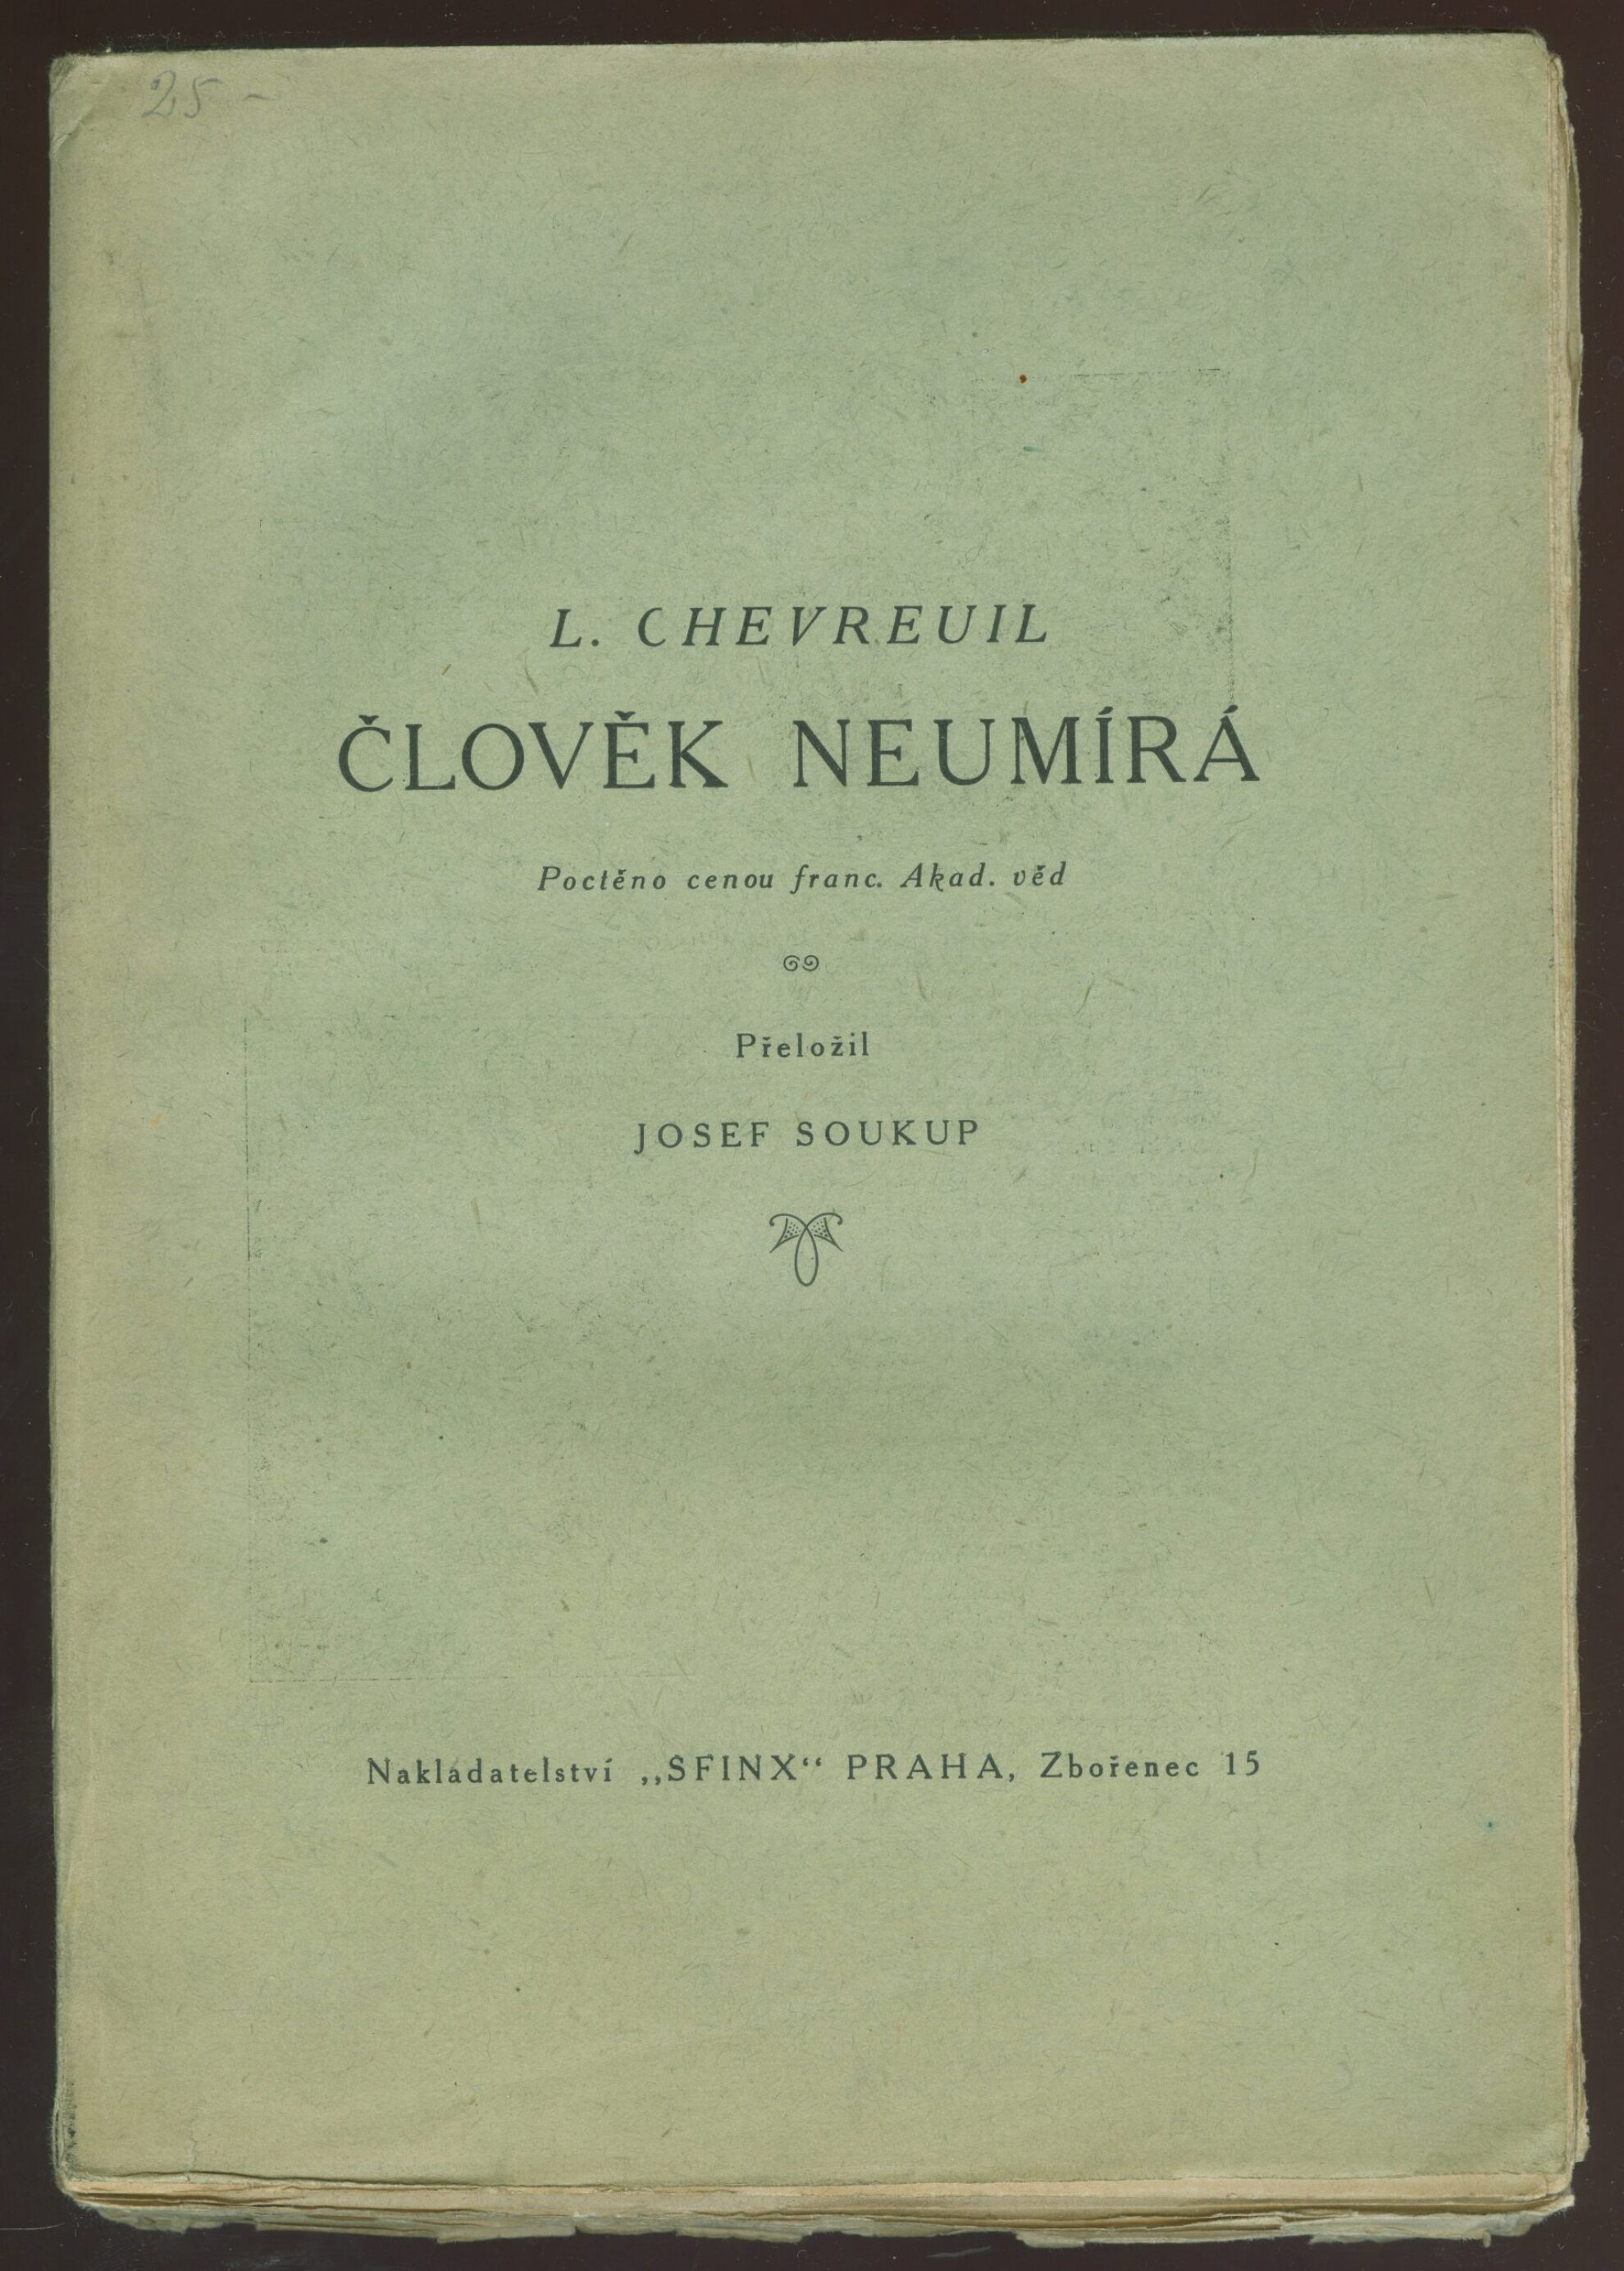 25 -
L. CHEVREUIL
ČLOVĚK NEUMÍRÁ
Poctěno cenou franc. Akad. věd
Přeložil
JOSEF SOUKUP
Nakladatelství „SFINX“ PRAHA, Zbořenec 15